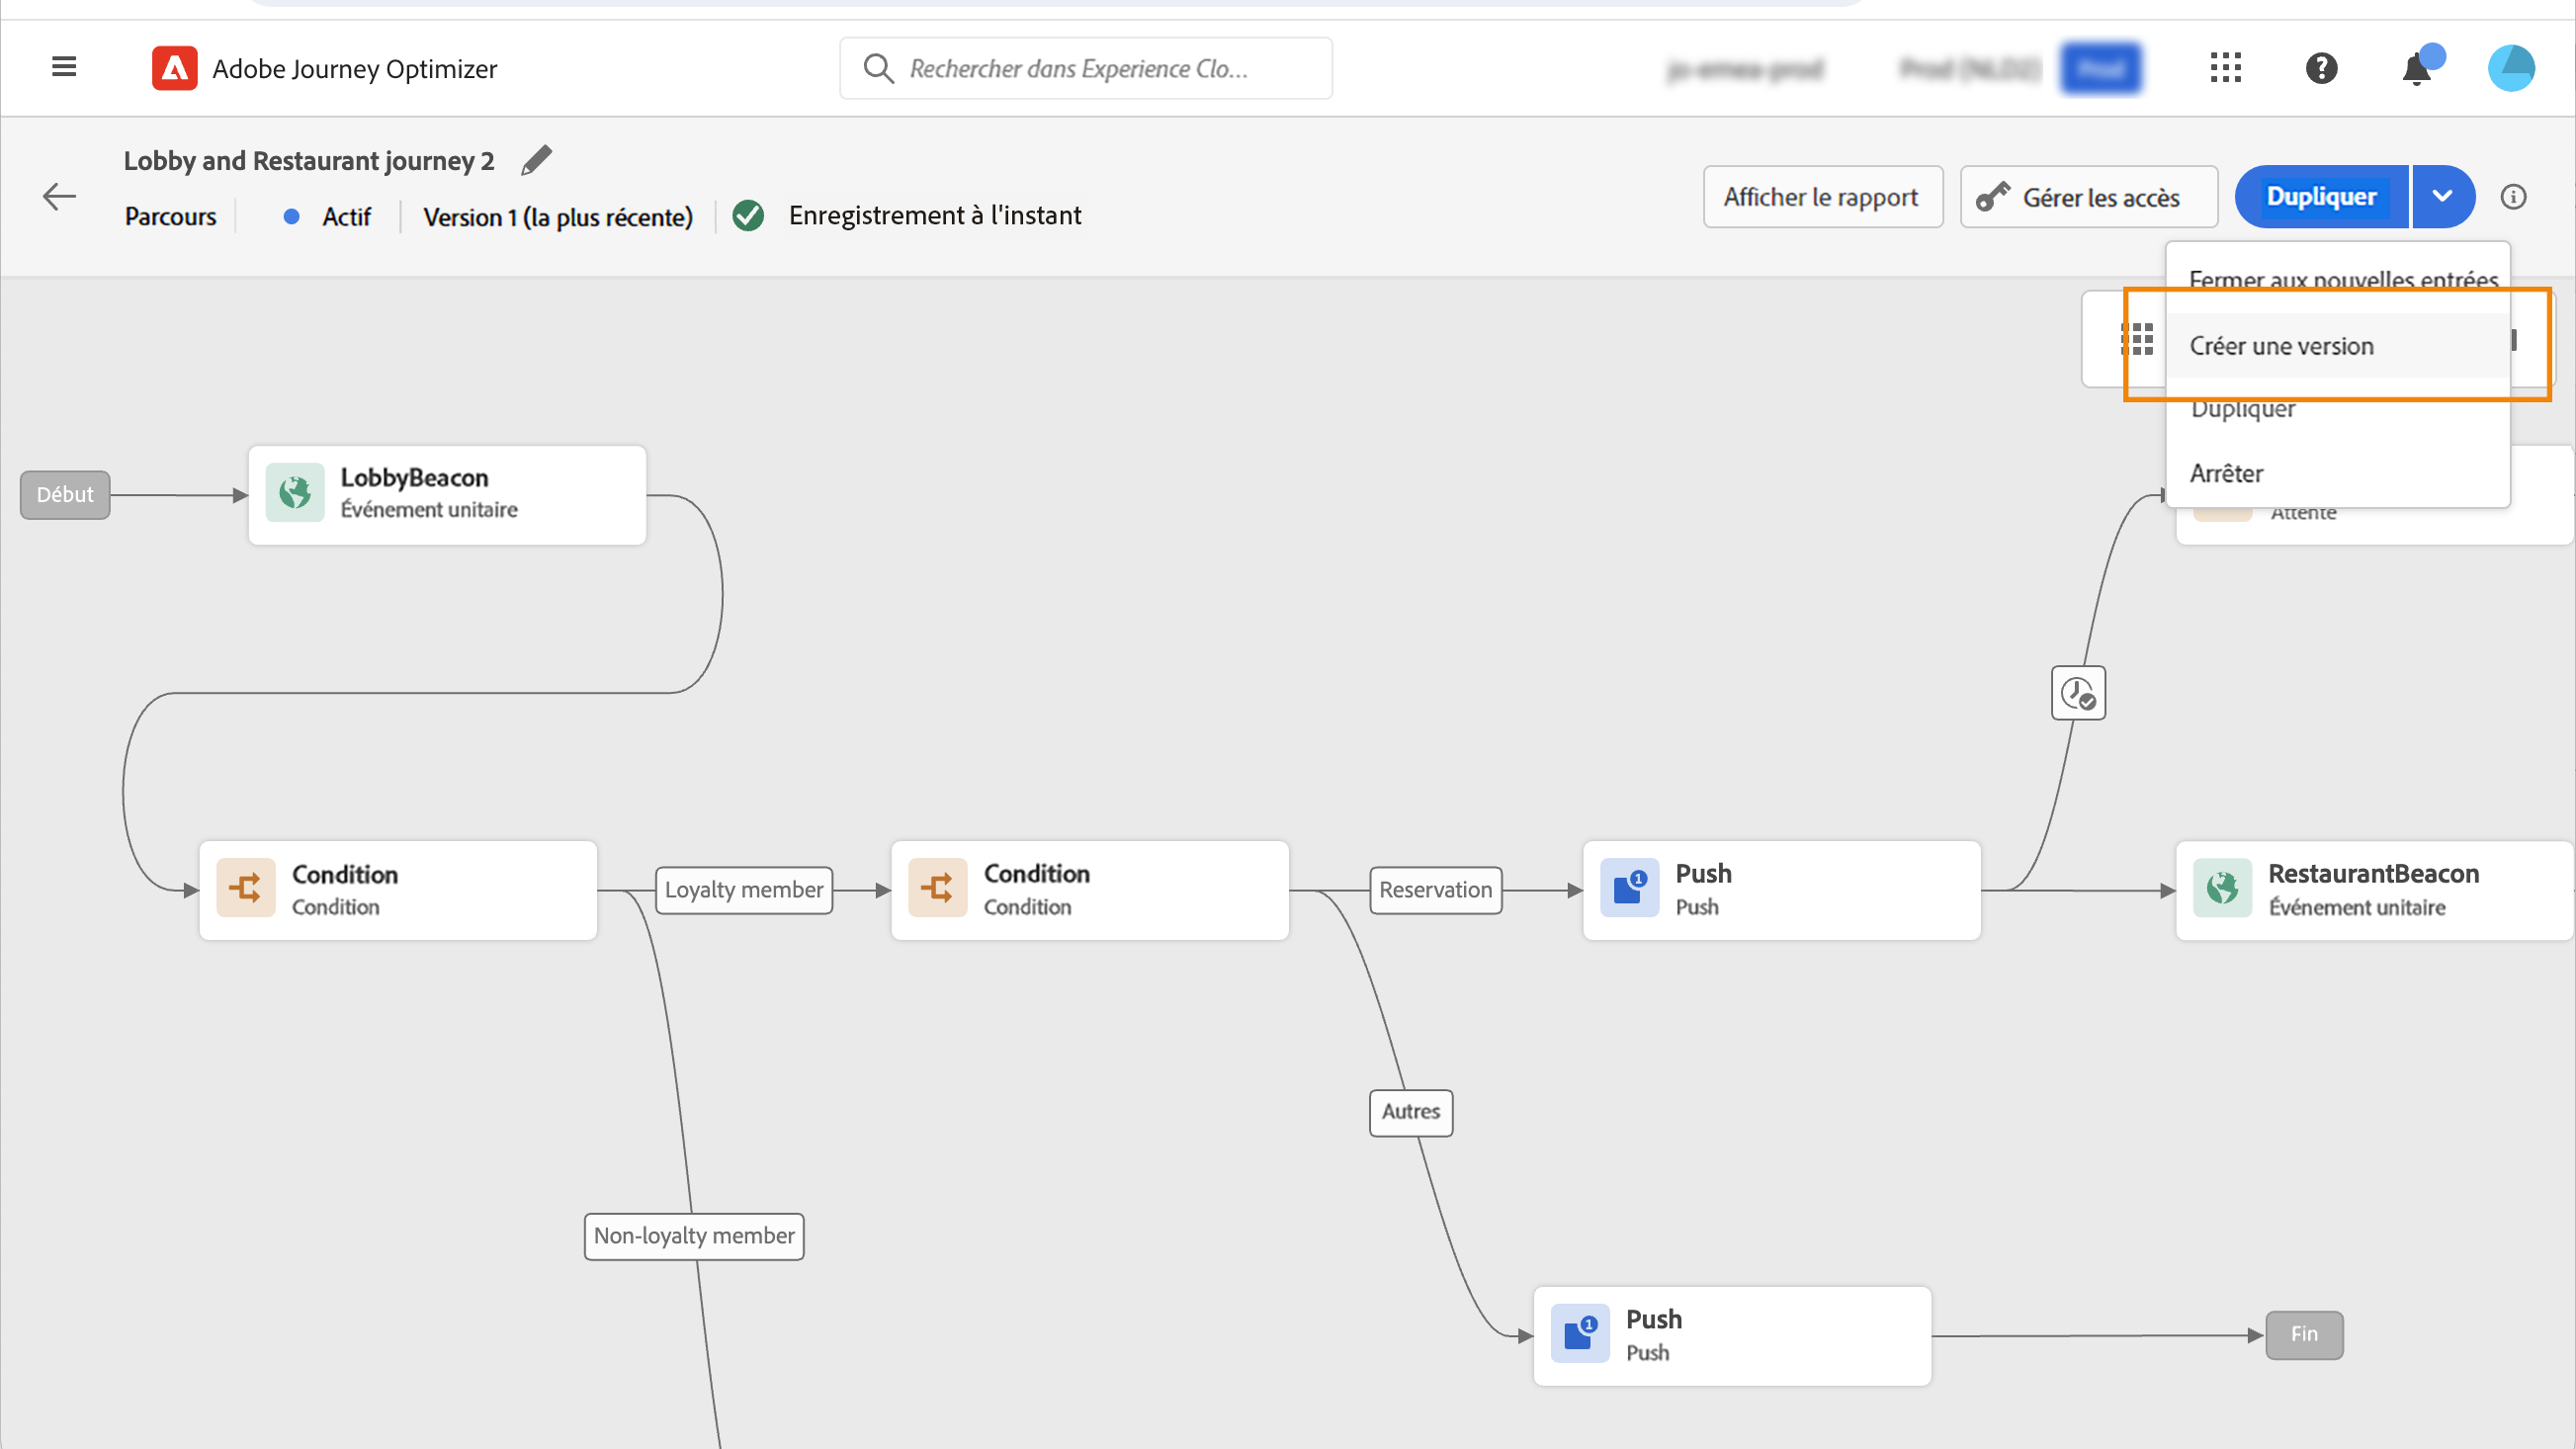 Adobe Journey Optimizer
Rechercher dans Experience Clo...
Lobby and Restaurant journey 2
Parcours
Actif
Version 1 (la plus récente)
Enregistrement à l'instant
Afficher le rapport
Gérer les accès
Dupliquer
Fermer aux nouvelles entrées
Créer une version
Dupliquer
Arrêter
Attente
Début
LobbyBeacon
Événement unitaire
Condition
Condition
Loyalty member
Condition
Condition
Reservation
Push
Push
RestaurantBeacon
Événement unitaire
Autres
Non-loyalty member
Push
Push
Fin